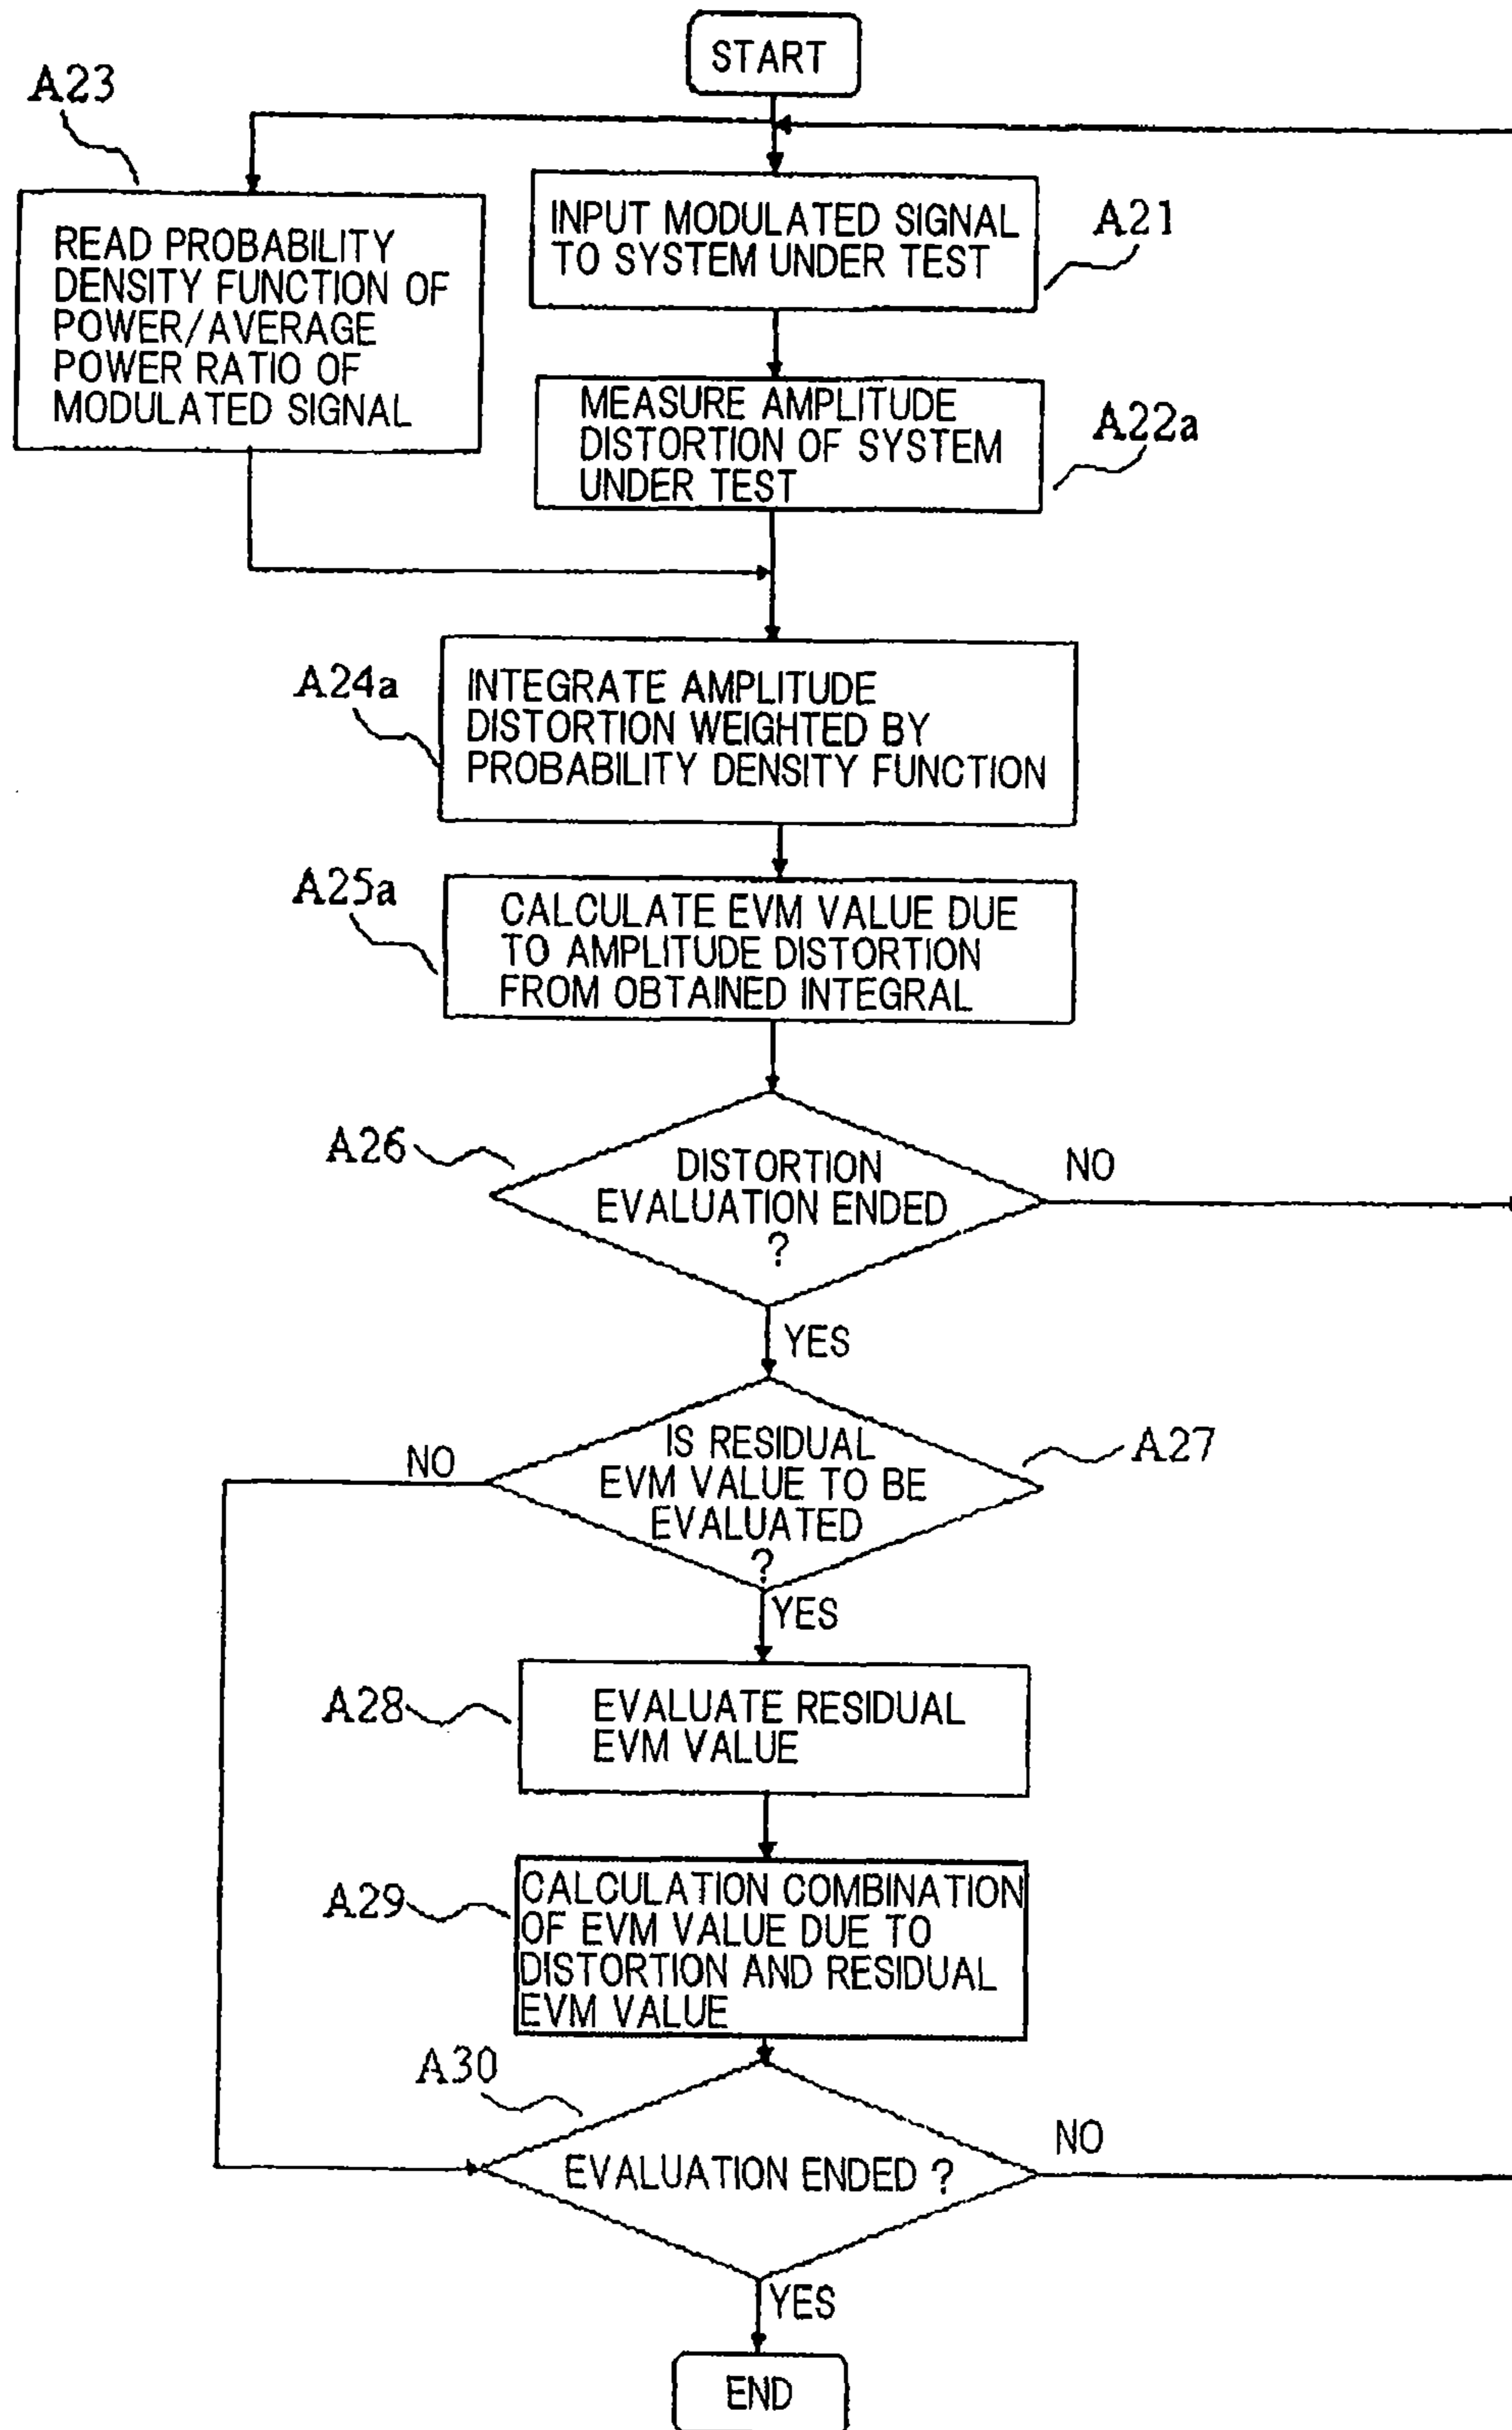 START
A23
READ PROBABILITY
DENSITY FUNCTION OF
POWER/AVERAGE
POWER RATIO OF
MODULATED SIGNAL
INPUT MODULATED SIGNAL
TO SYSTEM UNDER TEST
A21
MEASURE AMPLITUDE
DISTORTION OF SYSTEM
UNDER TEST
A22a
A24a
INTEGRATE AMPLITUDE
DISTORTION WEIGHTED BY
PROBABILITY DENSITY FUNCTION
A25a
CALCULATE EVM VALUE DUE
TO AMPLITUDE DISTORTION
FROM OBTAINED INTEGRAL
A26
DISTORTION
EVALUATION ENDED
?
NO
YES
IS RESIDUAL
EVM VALUE TO BE
EVALUATED
?
A27
NO
YES
A28
EVALUATE RESIDUAL
EVM VALUE
A29
CALCULATION COMBINATION
OF EVM VALUE DUE TO
DISTORTION AND RESIDUAL
EVM VALUE
A30
EVALUATION ENDED ?
NO
YES
END